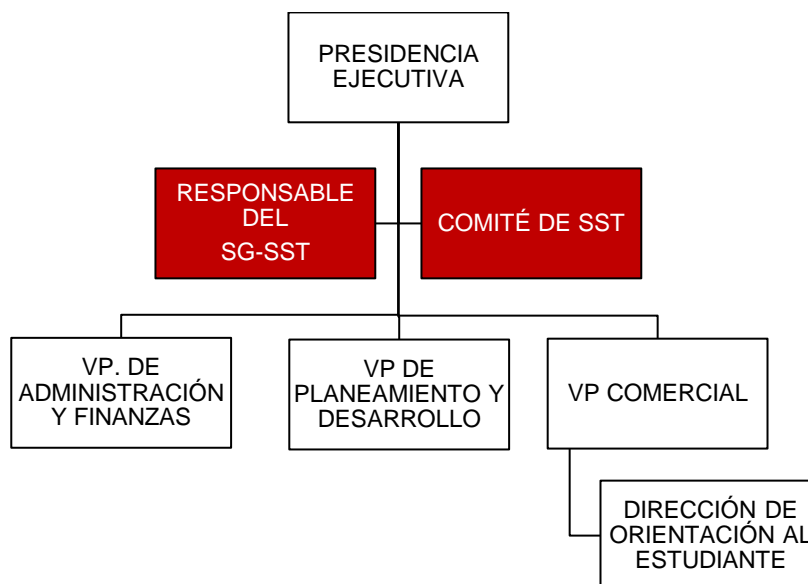 PRESIDENCIA
EJECUTIVA
RESPONSABLE
DEL
SG-SST
COMITÉ DE SST
VP. DE
ADMINISTRACIÓN
Y FINANZAS
VP DE
PLANEAMIENTO Y
DESARROLLO
VP COMERCIAL
DIRECCIÓN DE
ORIENTACIÓN AL
ESTUDIANTE